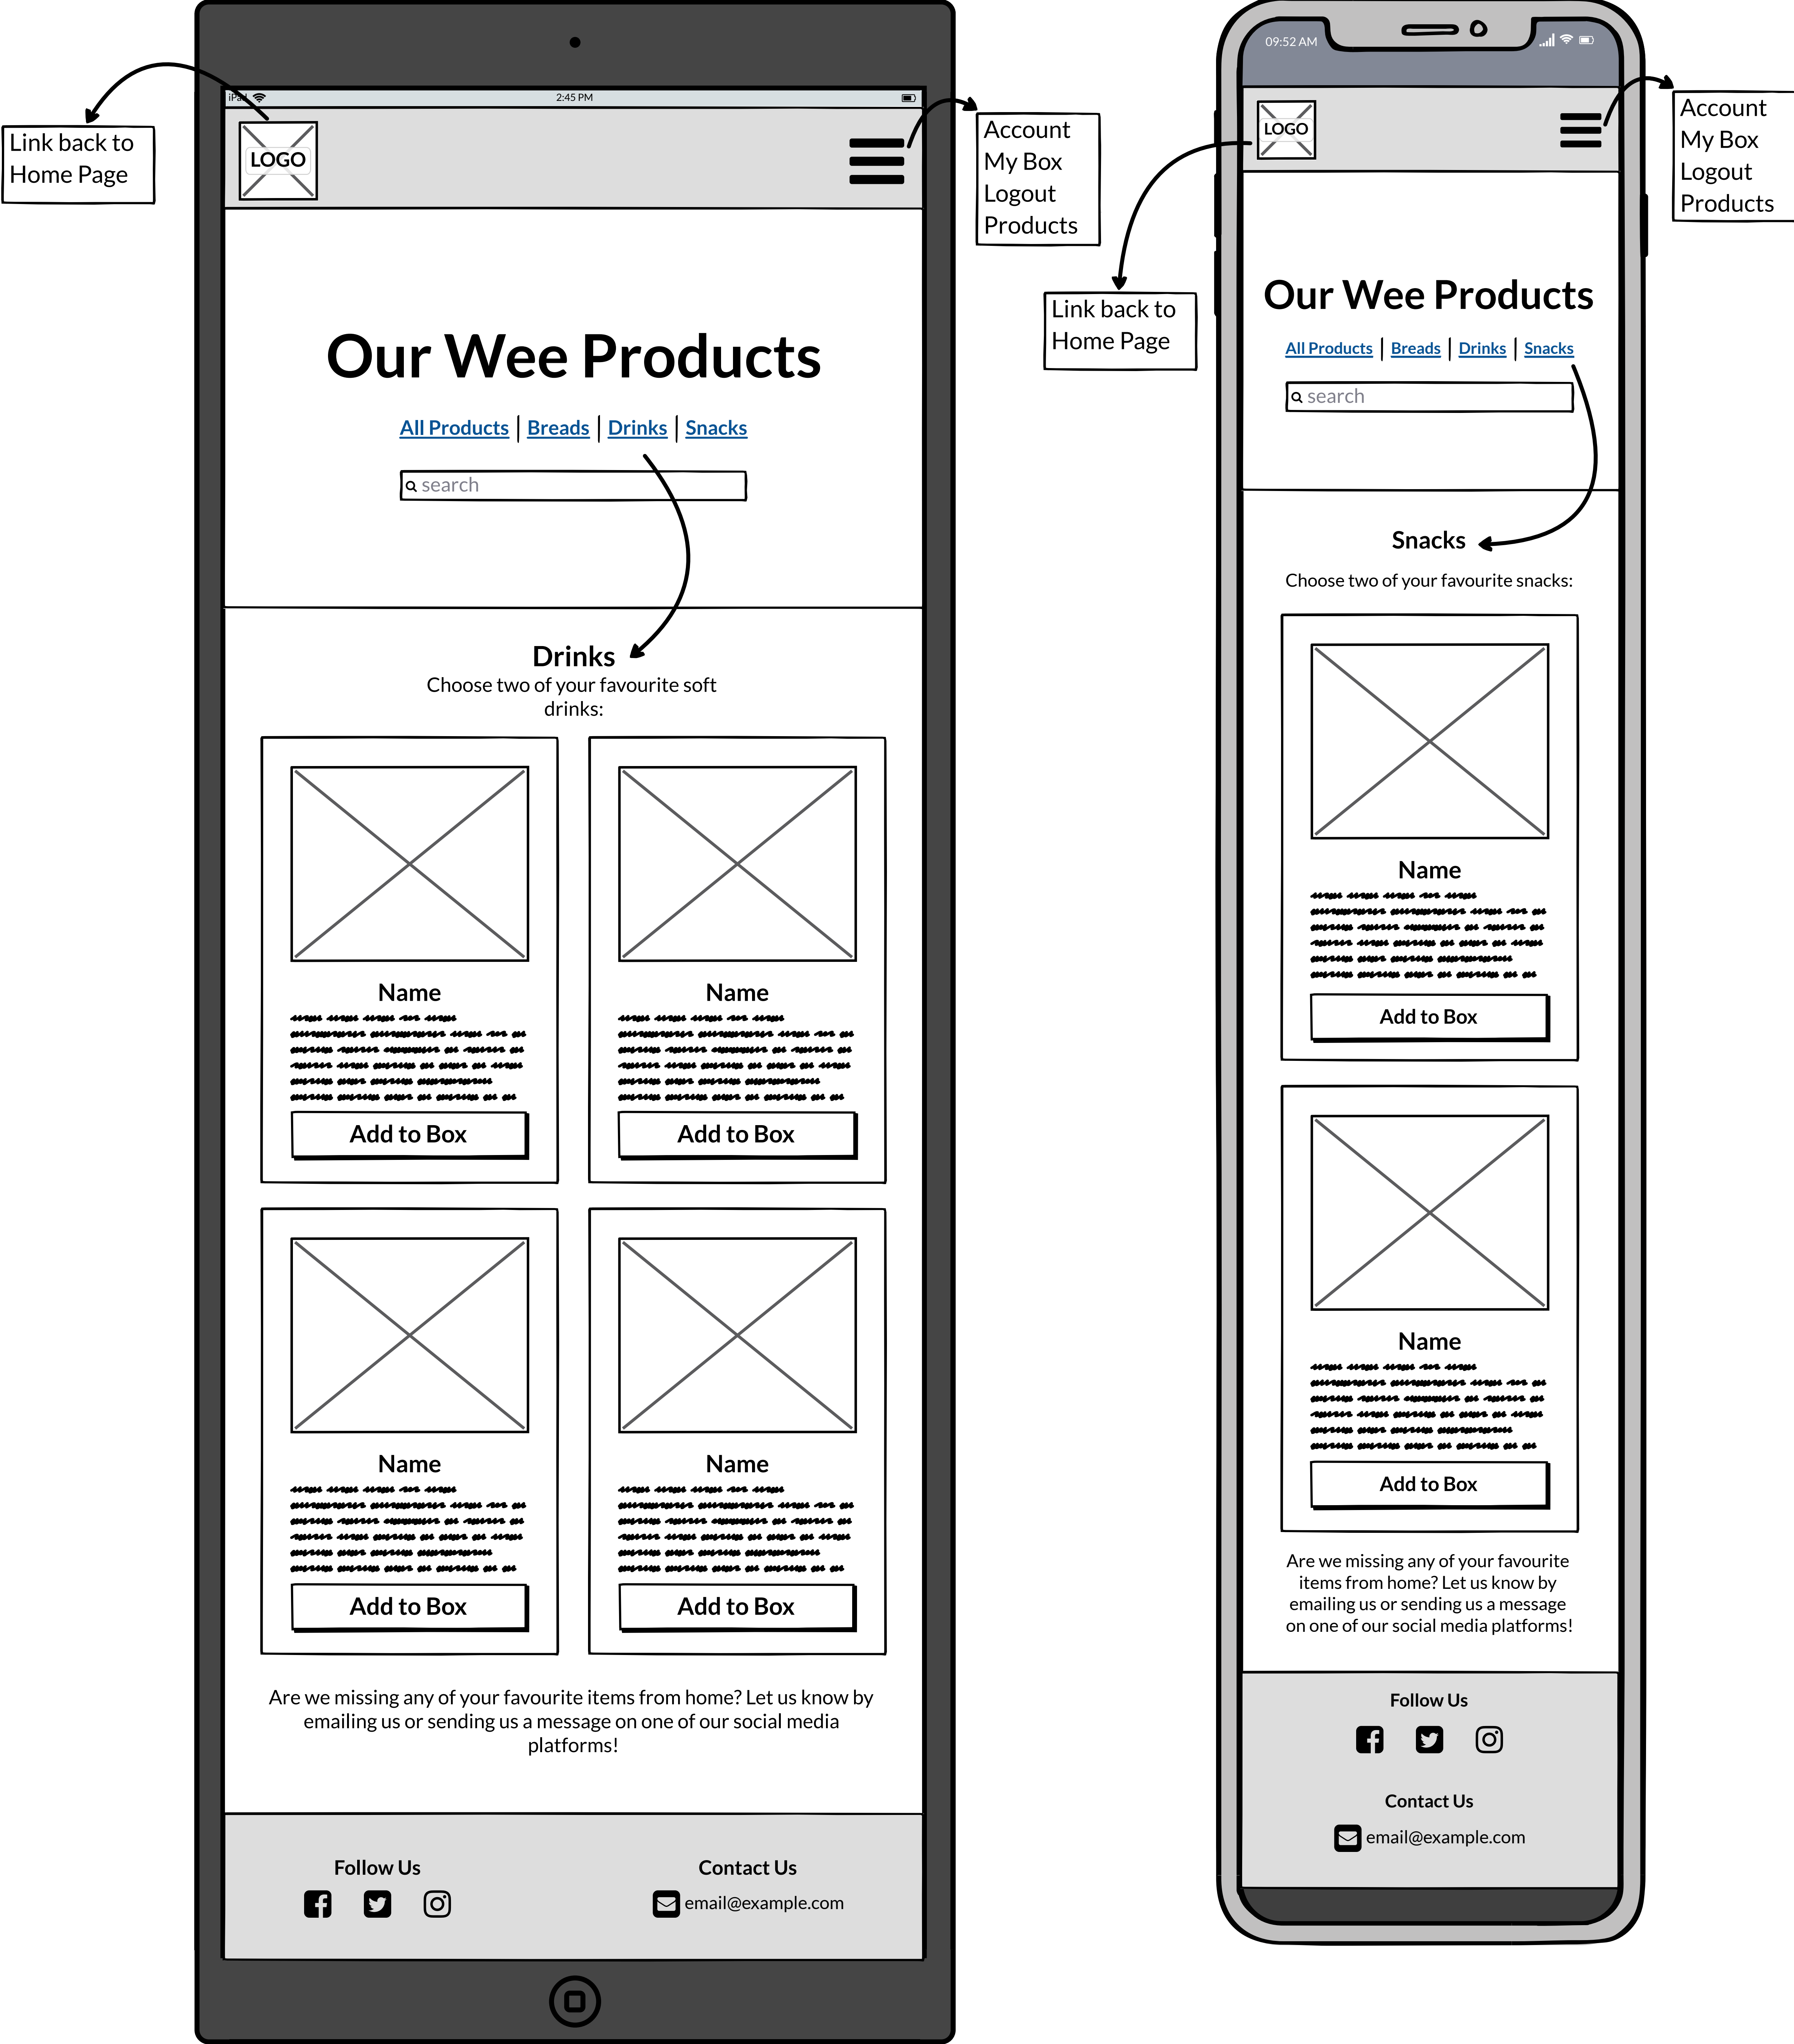 Link back to
Home Page
iPad
2:45 PM
LOGO
Account
My Box
Logout
Products
Our Wee Products
All Products | Breads | Drinks | Snacks
search
Drinks
Choose two of your favourite soft
drinks:
Name
Add to Box
Name
Add to Box
Name
Add to Box
Name
Add to Box
Are we missing any of your favourite items from home? Let us know by
emailing us or sending us a message on one of our social media
platforms!
Follow Us
Contact Us
email@example.com
09:52 AM
LOGO
Account
My Box
Logout
Products
Link back to
Home Page
Our Wee Products
All Products | Breads | Drinks | Snacks
search
Snacks
Choose two of your favourite snacks:
Name
Add to Box
Name
Add to Box
Are we missing any of your favourite
items from home? Let us know by
emailing us or sending us a message
on one of our social media platforms!
Follow Us
Contact Us
email@example.com